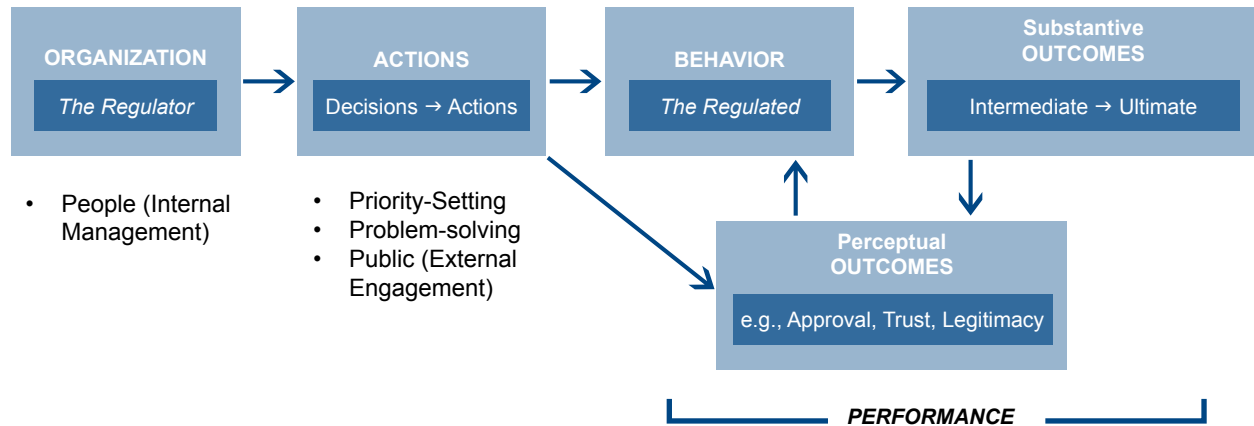 ORGANIZATION
The Regulator
ACTIONS
Decisions → Actions
BEHAVIOR
The Regulated
Substantive
OUTCOMES
Intermediate → Ultimate
• People (Internal
Management)
• Priority-Setting
• Problem-solving
• Public (External
Engagement)
Perceptual
OUTCOMES
e.g., Approval, Trust, Legitimacy
PERFORMANCE